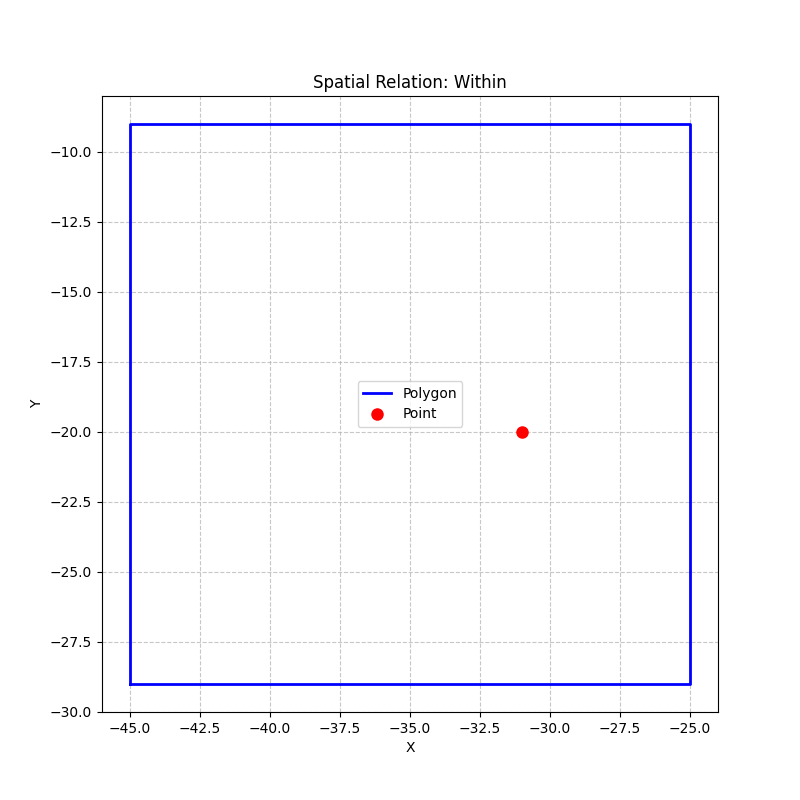 Spatial Relation: Within
−10.0
−12.5
−15.0
−17.5
Polygon
Y
Point
−20.0
−22.5
−25.0
−27.5
−30.0
−45.0 −42.5 −40.0 −37.5 −35.0 −32.5 −30.0 −27.5 −25.0
X